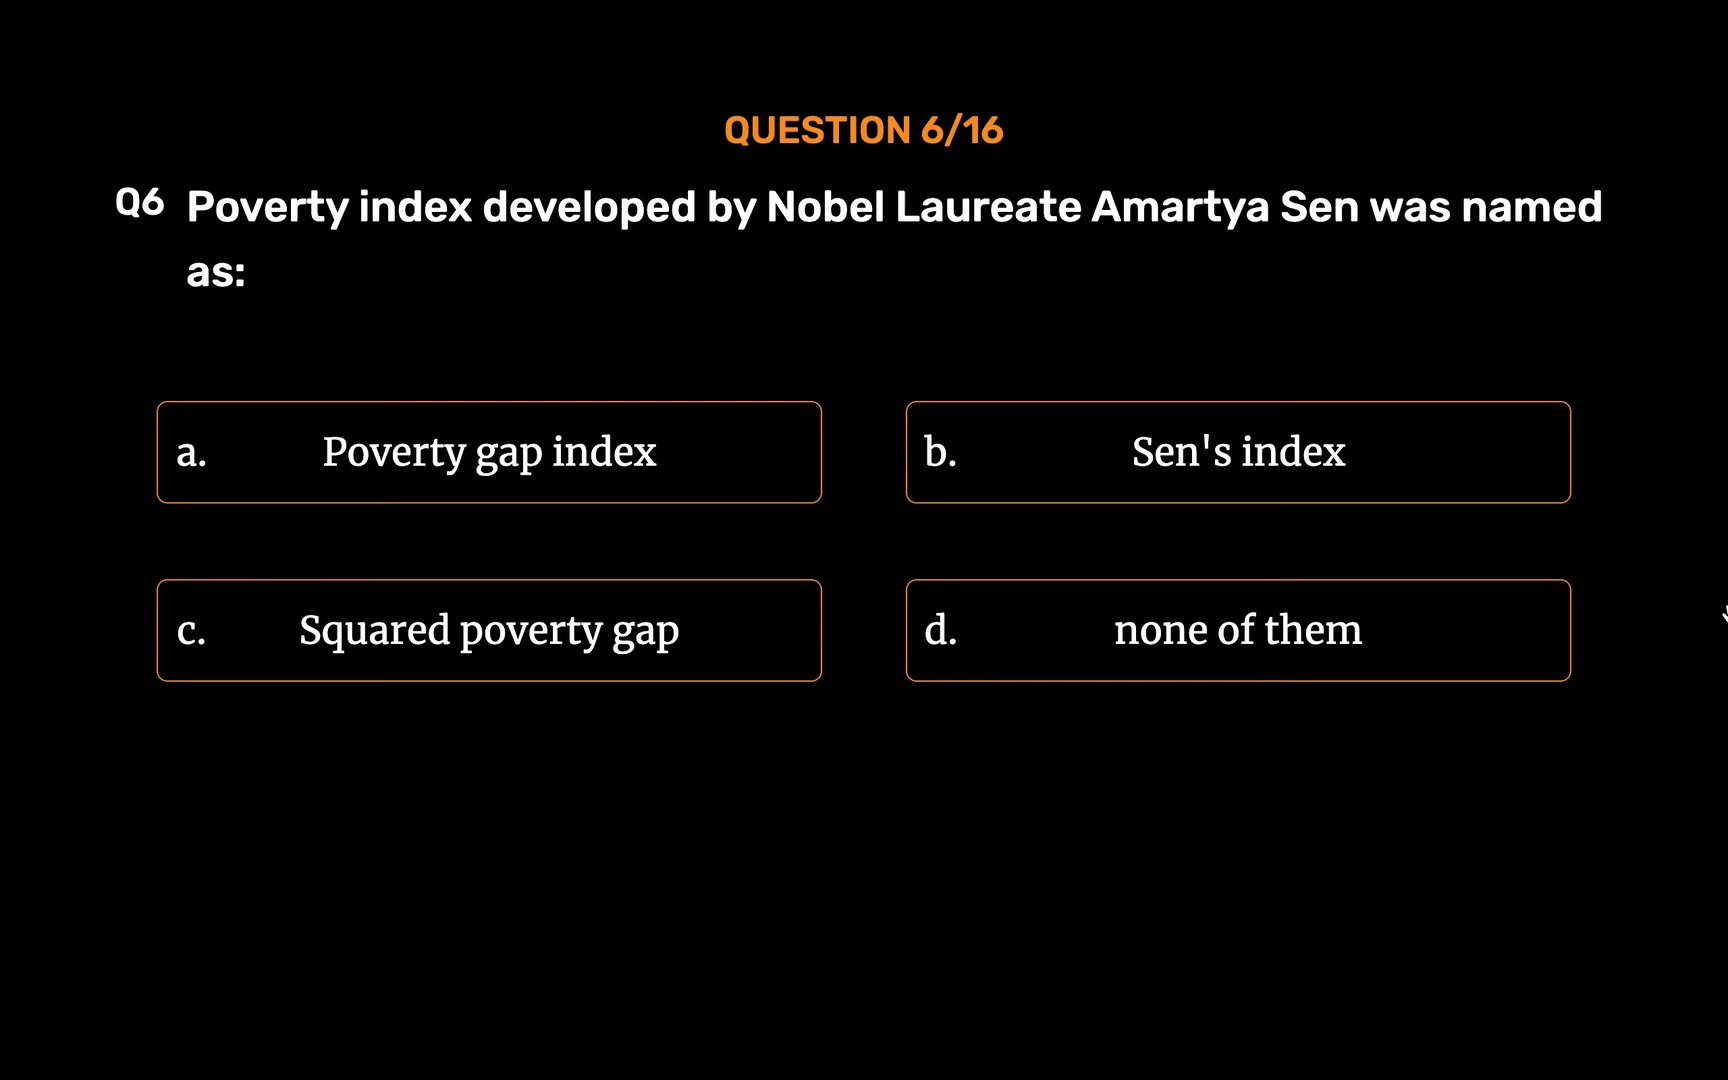 QUESTION 6/16
Q6 Poverty index developed by Nobel Laureate Amartya Sen was named
as:
a. Poverty gap index
b. Sen's index
c. Squared poverty gap
d. none of them